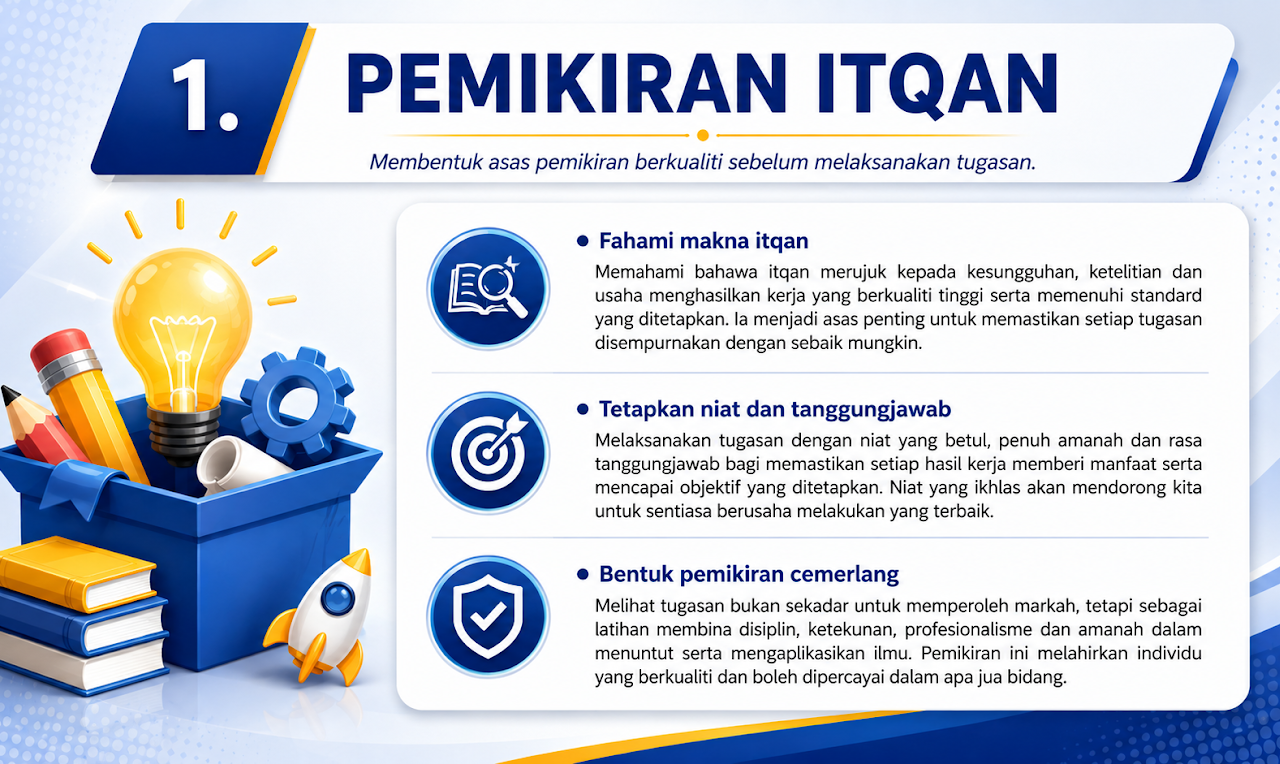 1.
PEMIKIRAN ITQAN
Membentuk asas pemikiran berkualiti sebelum melaksanakan tugasan.
• Fahami makna itqan
Memahami bahawa itqan merujuk kepada kesungguhan, ketelitian dan
usaha menghasilkan kerja yang berkualiti tinggi serta memenuhi standard
yang ditetapkan. Ia menjadi asas penting untuk memastikan setiap tugasan
disempurnakan dengan sebaik mungkin.
• Tetapkan niat dan tanggungjawab
Melaksanakan tugasan dengan niat yang betul, penuh amanah dan rasa
tanggungjawab bagi memastikan setiap hasil kerja memberi manfaat serta
mencapai objektif yang ditetapkan. Niat yang ikhlas akan mendorong kita
untuk sentiasa berusaha melakukan yang terbaik.
• Bentuk pemikiran cemerlang
Melihat tugasan bukan sekadar untuk memperoleh markah, tetapi sebagai
latihan membina disiplin, ketekunan, profesionalisme dan amanah dalam
menuntut serta mengaplikasikan ilmu. Pemikiran ini melahirkan individu
yang berkualiti dan boleh dipercayai dalam apa jua bidang.